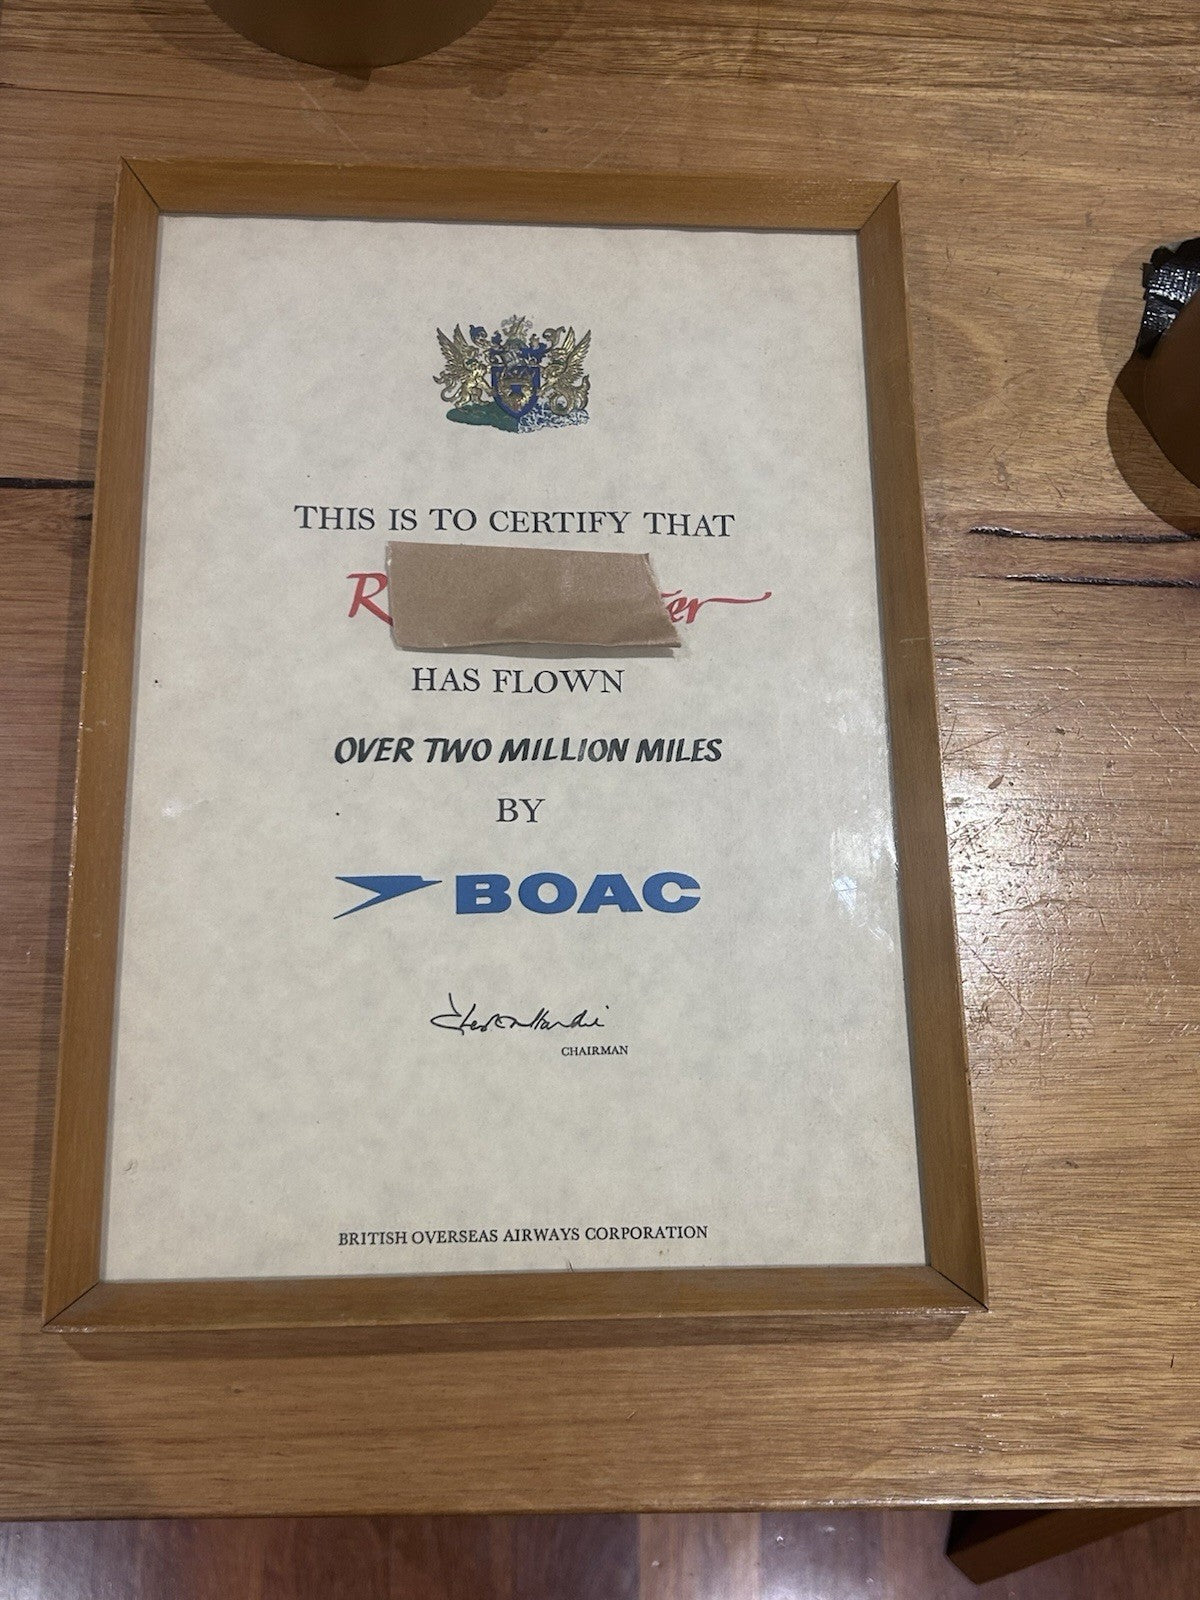 THIS IS TO CERTIFY THAT
HAS FLOWN
OVER TWO MILLION MILES
BY
BOAC
CHAIRMAN
BRITISH OVERSEAS AIRWAYS CORPORATION